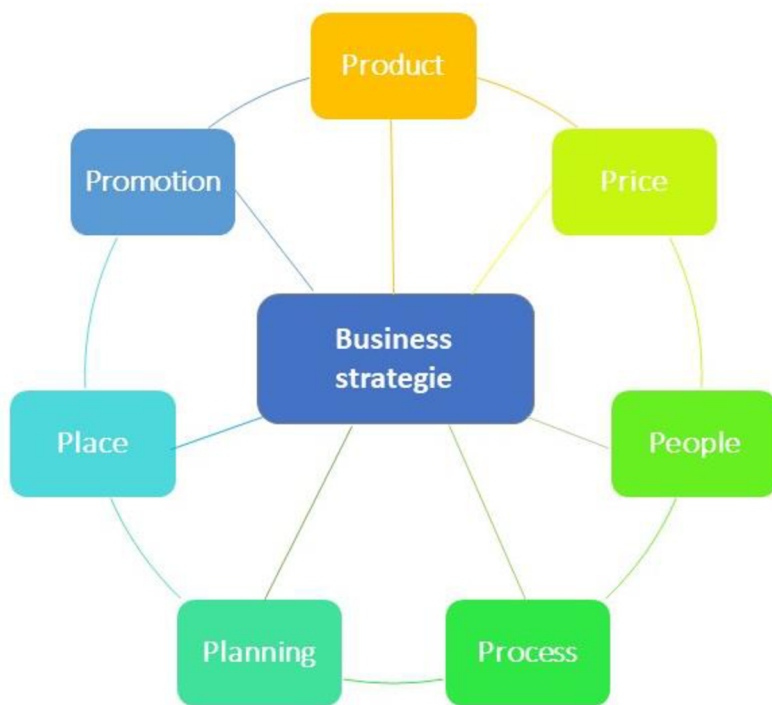 Product
Promotion
Price
Business
strategie
Place
People
Planning
Process